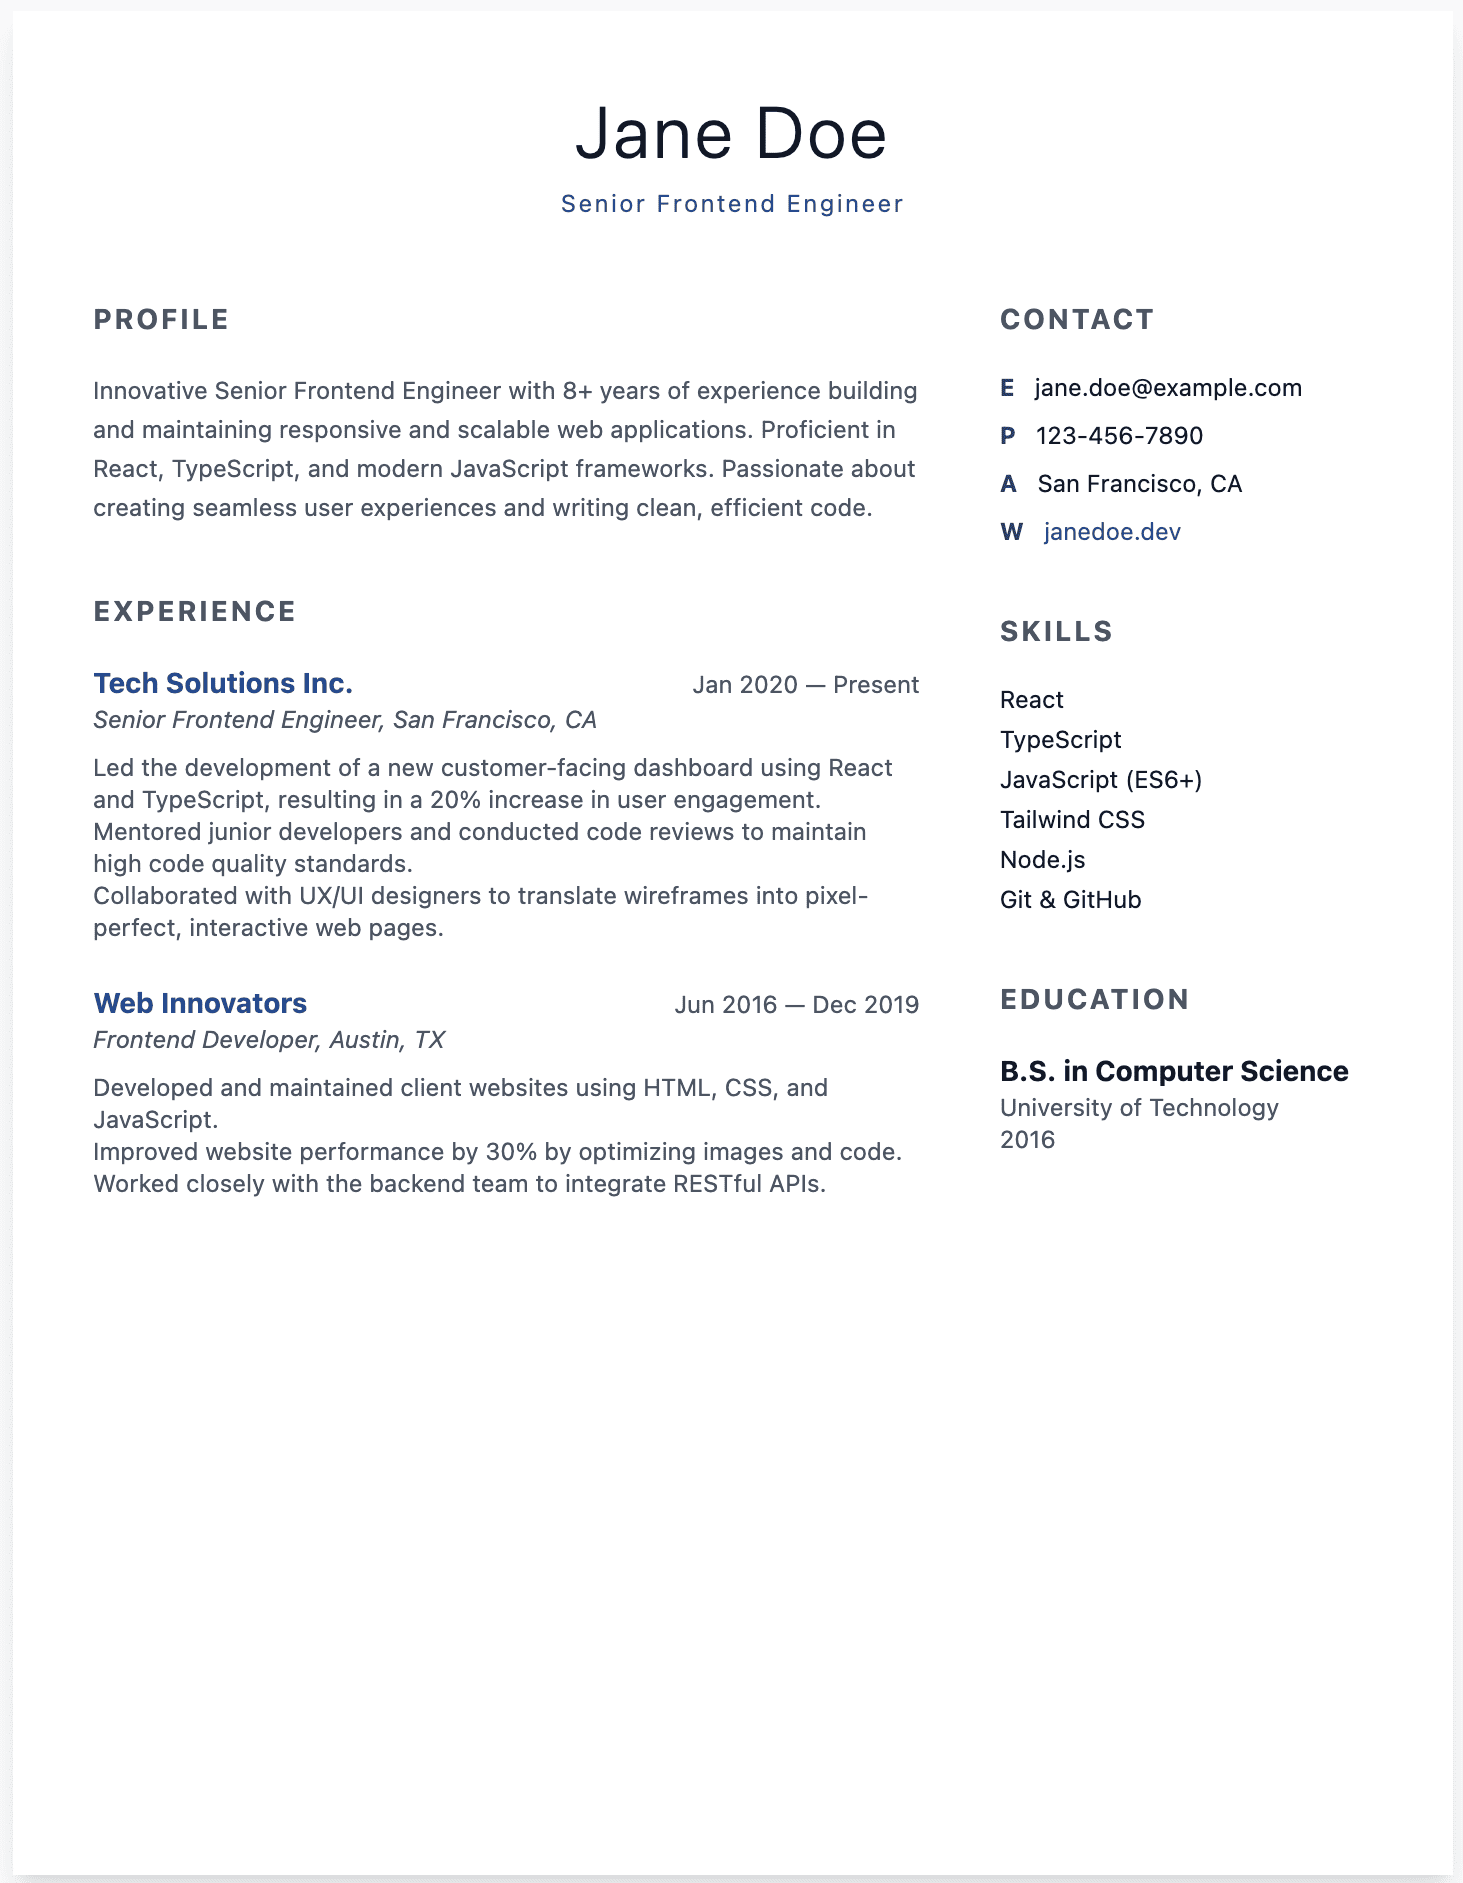 Jane Doe
Senior Frontend Engineer
PROFILE
Innovative Senior Frontend Engineer with 8+ years of experience building
and maintaining responsive and scalable web applications. Proficient in
React, TypeScript, and modern JavaScript frameworks. Passionate about
creating seamless user experiences and writing clean, efficient code.
EXPERIENCE
Tech Solutions Inc. Jan 2020 — Present
Senior Frontend Engineer, San Francisco, CA
Led the development of a new customer-facing dashboard using React
and TypeScript, resulting in a 20% increase in user engagement.
Mentored junior developers and conducted code reviews to maintain
high code quality standards.
Collaborated with UX/UI designers to translate wireframes into pixel-
perfect, interactive web pages.
Web Innovators Jun 2016 — Dec 2019
Frontend Developer, Austin, TX
Developed and maintained client websites using HTML, CSS, and
JavaScript.
Improved website performance by 30% by optimizing images and code.
Worked closely with the backend team to integrate RESTful APIs.
CONTACT
E jane.doe@example.com
P 123-456-7890
A San Francisco, CA
W janedoe.dev
SKILLS
React
TypeScript
JavaScript (ES6+)
Tailwind CSS
Node.js
Git & GitHub
EDUCATION
B.S. in Computer Science
University of Technology
2016